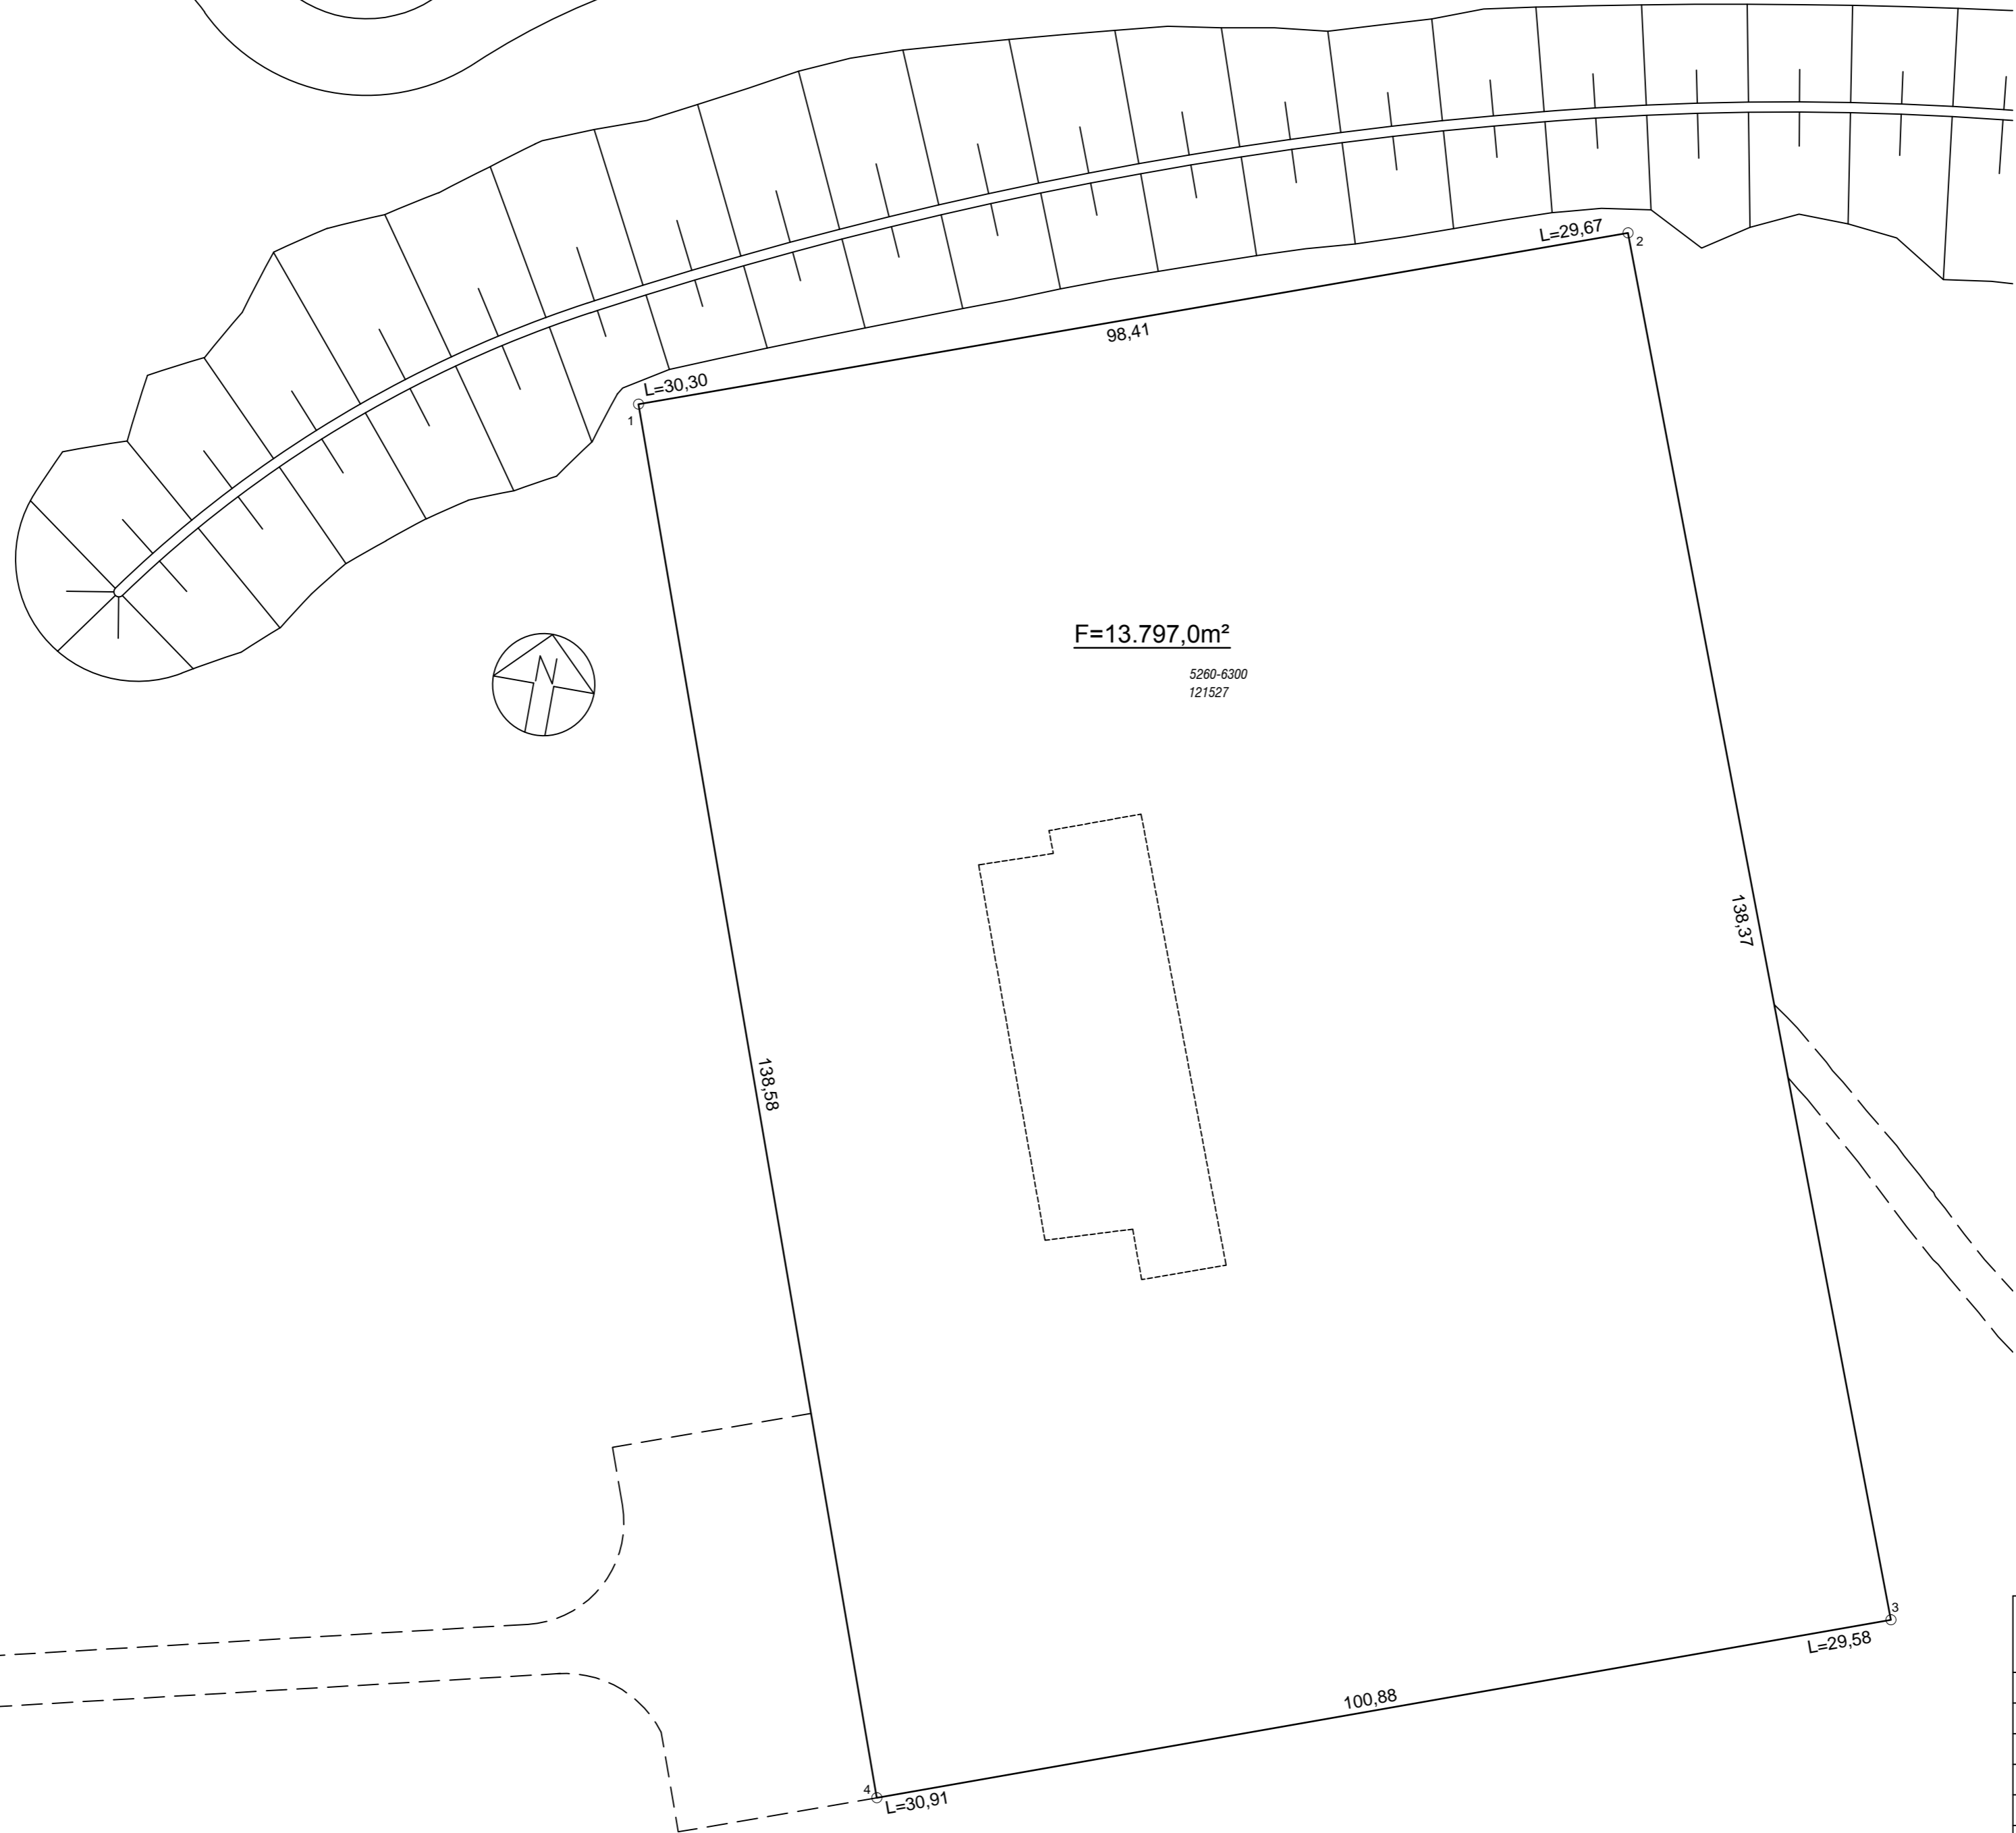 L=29,67
2
98,41
L=30,30
1
F=13.797,0m²
5260-6300
121527
N
138,37
138,58
3
L=29,58
100,88
4
L=30,91